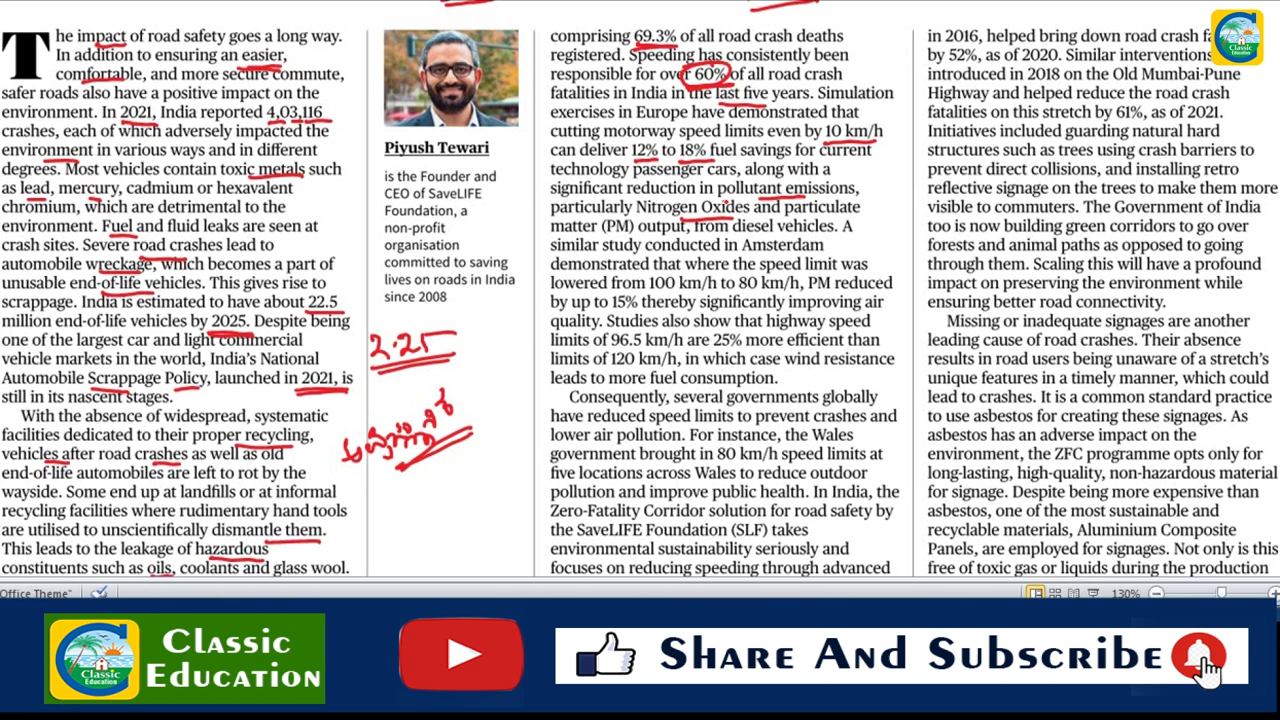 The impact of road safety goes a long way.
In addition to ensuring an easier,
comfortable, and more secure commute,
safer roads also have a positive impact on the
environment. In 2021, India reported 4,03,116
crashes, each of which adversely impacted the
environment in various ways and in different
degrees. Most vehicles contain toxic metals such
as lead, mercury, cadmium or hexavalent
chromium, which are detrimental to the
environment. Fuel and fluid leaks are seen at
crash sites. Severe road crashes lead to
automobile wreckage, which becomes a part of
unusable end-of-life vehicles. This gives rise to
scrappage. India is estimated to have about 22.5
million end-of-life vehicles by 2025. Despite being
one of the largest car and light commercial
vehicle markets in the world, India's National
Automobile Scrappage Policy, launched in 2021, is
still in its nascent stages.
With the absence of widespread, systematic
facilities dedicated to their proper recycling,
vehicles after road crashes as well as old
end-of-life automobiles are left to rot by the
wayside. Some end up at landfills or at informal
recycling facilities where rudimentary hand tools
are utilised to unscientifically dismantle them.
This leads to the leakage of hazardous
constituents such as oils, coolants and glass wool.
Piyush Tewari
is the Founder and
CEO of SaveLIFE
Foundation, a
non-profit
organisation
committed to saving
lives on roads in India
since 2008
2.25
comprising 69.3% of all road crash deaths
registered. Speeding has consistently been
responsible for over 60% of all road crash
fatalities in India in the last five years. Simulation
exercises in Europe have demonstrated that
cutting motorway speed limits even by 10 km/h
can deliver 12% to 18% fuel savings for current
technology passenger cars, along with a
significant reduction in pollutant emissions,
particularly Nitrogen Oxides and particulate
matter (PM) output, from diesel vehicles. A
similar study conducted in Amsterdam
demonstrated that where the speed limit was
lowered from 100 km/h to 80 km/h, PM reduced
by up to 15% thereby significantly improving air
quality. Studies also show that highway speed
limits of 96.5 km/h are 25% more efficient than
limits of 120 km/h, in which case wind resistance
leads to more fuel consumption.
Consequently, several governments globally
have reduced speed limits to prevent crashes and
lower air pollution. For instance, the Wales
government brought in 80 km/h speed limits at
five locations across Wales to reduce outdoor
pollution and improve public health. In India, the
Zero-Fatality Corridor solution for road safety by
the SaveLIFE Foundation (SLF) takes
environmental sustainability seriously and
focuses on reducing speeding through advanced
in 2016, helped bring down road crash
by 52%, as of 2020. Similar interventions
introduced in 2018 on the Old Mumbai-Pune
Highway and helped reduce the road crash
fatalities on this stretch by 61%, as of 2021.
Initiatives included guarding natural hard
structures such as trees using crash barriers to
prevent direct collisions, and installing retro
reflective signage on the trees to make them more
visible to commuters. The Government of India
too is now building green corridors to go over
forests and animal paths as opposed to going
through them. Scaling this will have a profound
impact on preserving the environment while
ensuring better road connectivity.
Missing or inadequate signages are another
leading cause of road crashes. Their absence
results in road users being unaware of a stretch's
unique features in a timely manner, which could
lead to crashes. It is a common standard practice
to use asbestos for creating these signages. As
asbestos has an adverse impact on the
environment, the ZFC programme opts only for
long-lasting, high-quality, non-hazardous material
for signage. Despite being more expensive than
asbestos, one of the most sustainable and
recyclable materials, Aluminium Composite
Panels, are employed for signages. Not only is this
free of toxic gas or liquids during the production
Classic
Education
Office Theme"
130%
Classic
Education
Classic
Education
Share And Subscribe